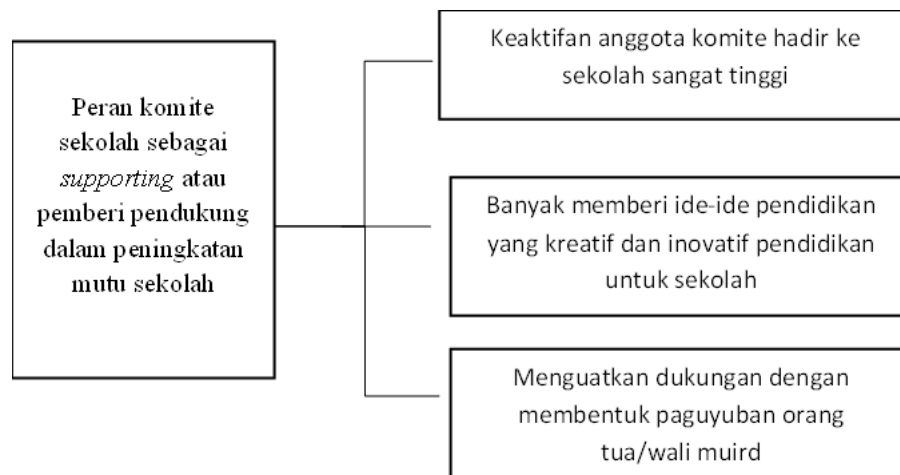 Peran komite
sekolah sebagai
supporting atau
pemberi pendukung
dalam peningkatan
mutu sekolah
Keaktifan anggota komite hadir ke
sekolah sangat tinggi
Banyak memberi ide-ide pendidikan
yang kreatif dan inovatif pendidikan
untuk sekolah
Menguatkan dukungan dengan
membentuk paguyuban orang
tua/wali muird